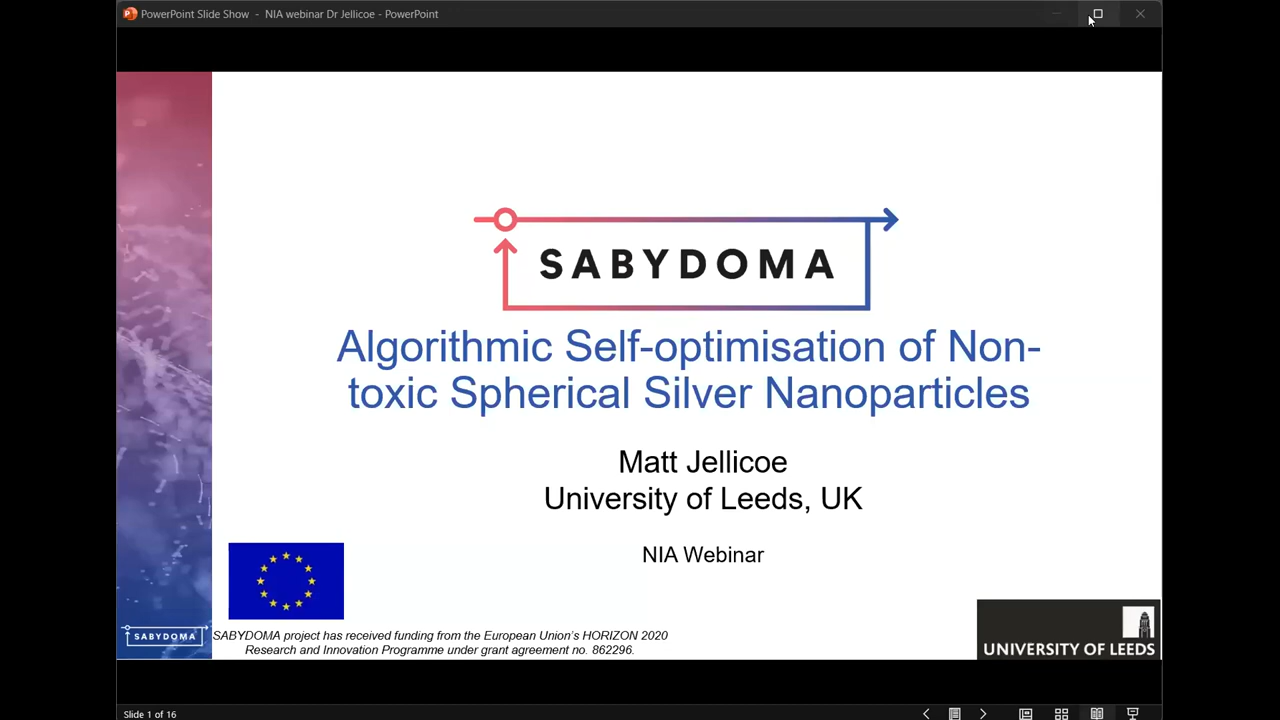 PowerPoint Slide Show - NIA webinar Dr Jellicoe - PowerPoint
SABYDOMA
Algorithmic Self-optimisation of Non-
toxic Spherical Silver Nanoparticles
Matt Jellicoe
University of Leeds, UK
NIA Webinar
SABYDOMA
SABYDOMA project has received funding from the European Union's HORIZON 2020
Research and Innovation Programme under grant agreement no. 862296.
UNIVERSITY OF LEEDS
Slide 1 of 16